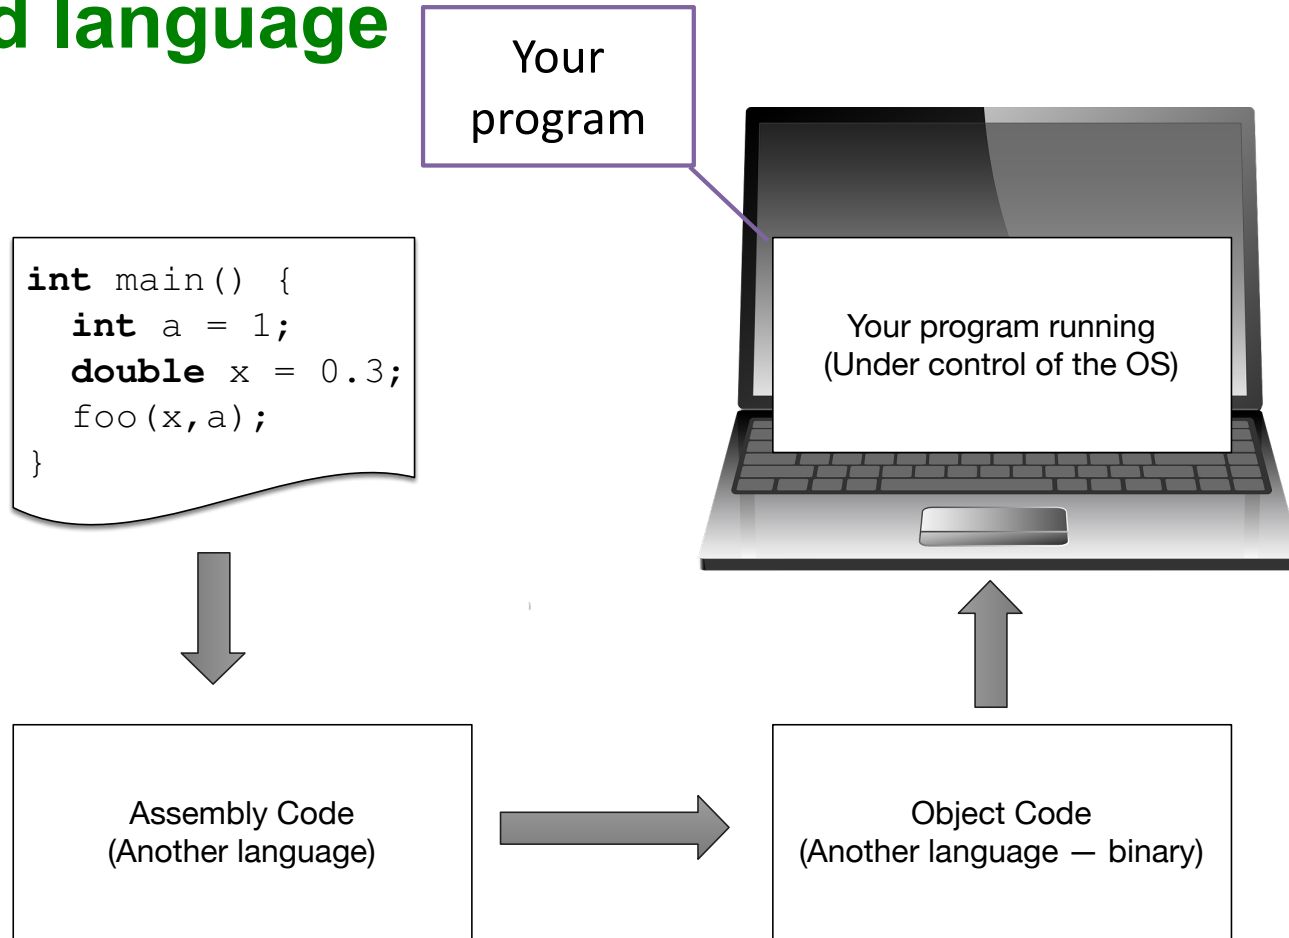 d language
Your
program
int main() {
int a = 1;
double x = 0.3;
foo(x,a);
}
Your program running
(Under control of the OS)
Assembly Code
(Another language)
Object Code
(Another language — binary)